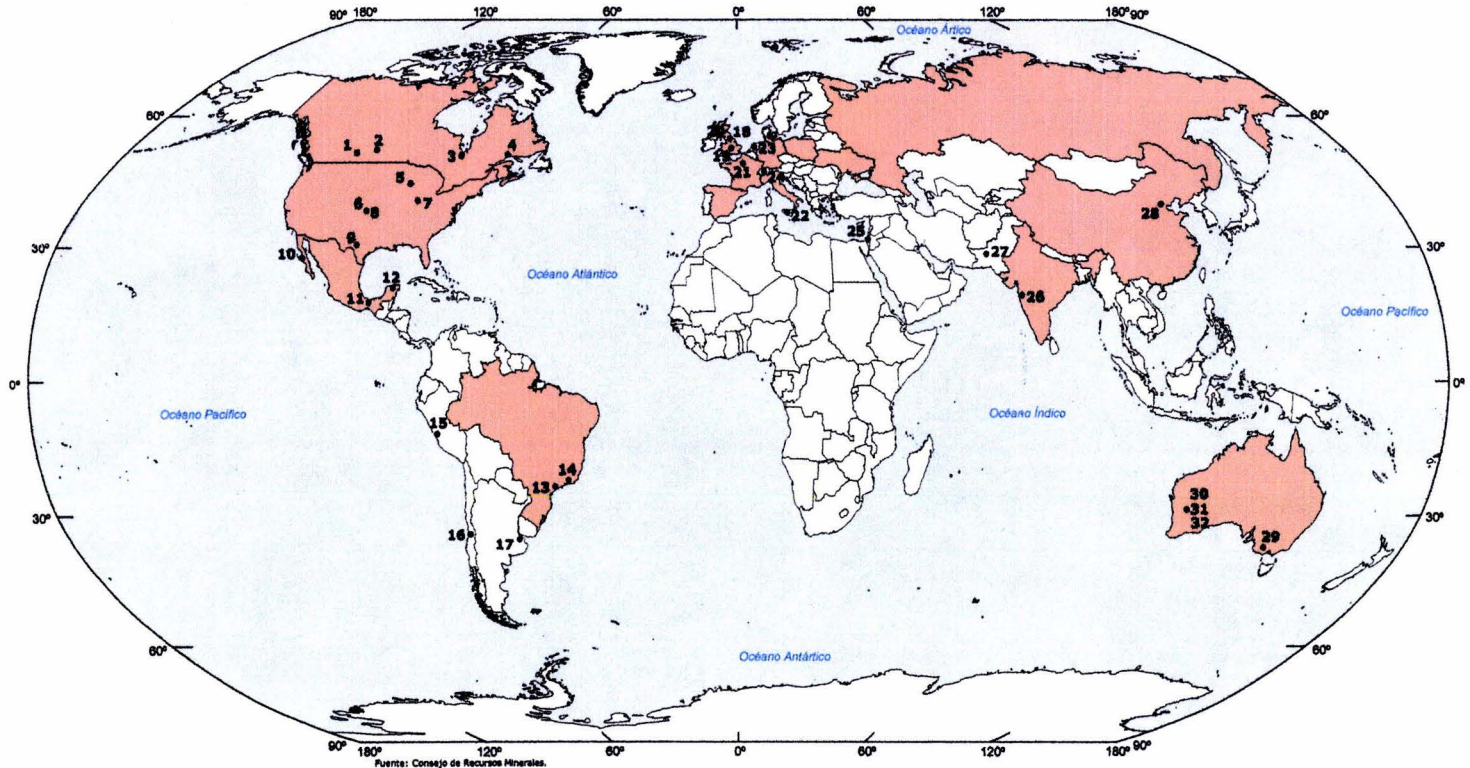 90° 180° 120° 60° 0° 60° 120° 180° 90°
Océano Ártico
60° 60°
1 2 3 4 18
5 23
6 8 7 21 24
28
9 22 25
30° 30°
10 27
12 Océano Atlántico
11 26
Océano Pacífico
0° 0°
Océano Pacífico Océano Índico
15
14
13 30
31
30° 32 30°
16 17 29
60° 60°
Océano Antártico
90° 180° 120° 60° 0° 60° 120° 180° 90°
Fuente: Consejo de Recursos Minerales.